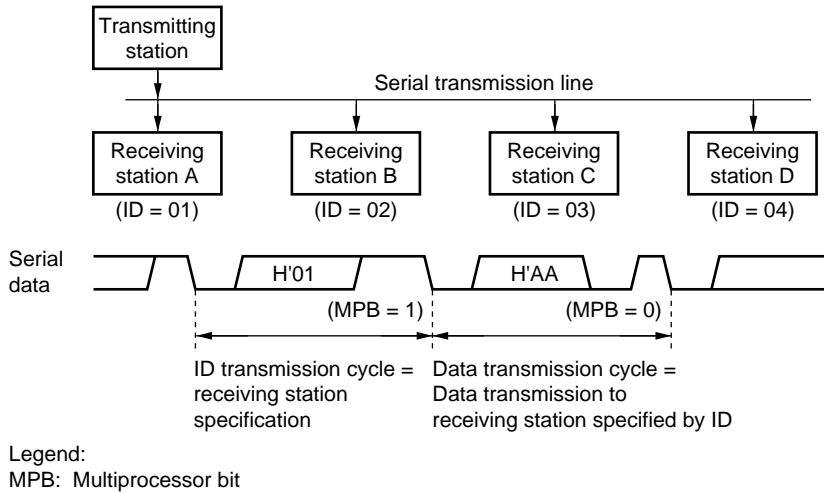 Transmitting
station
Serial transmission line
Receiving
station A
Receiving
station B
Receiving
station C
Receiving
station D
(ID = 01)
(ID = 02)
(ID = 03)
(ID = 04)
Serial
data
H'01
H'AA
(MPB = 1)
(MPB = 0)
ID transmission cycle =
receiving station
specification
Data transmission cycle =
Data transmission to
receiving station specified by ID
Legend:
MPB: Multiprocessor bit